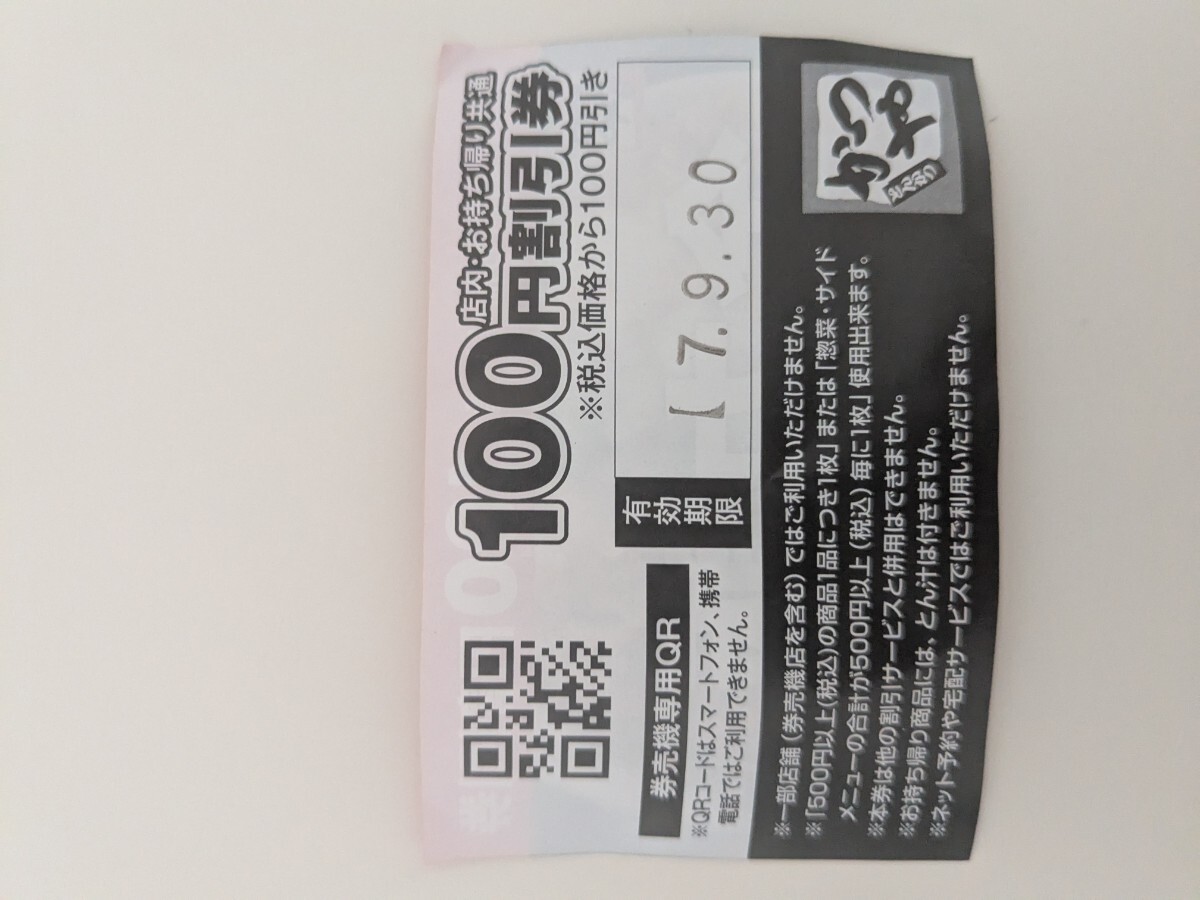 店内・お持ち帰り共通
100円割引券
※税込価格から100円引き
有効期限
7.9.30
券売機専用QR
※QRコードはスマートフォン、携帯
電話ではご利用できません。
かつや
※一部店舗(券売機店を含む)ではご利用いただけません。
※「500円以上(税込)の商品1品につき1枚」または「惣菜・サイド
メニューの合計が500円以上(税込)毎に1枚」使用出来ます。
※本券は他の割引サービスと併用はできません。
※お持ち帰り商品には、とん汁は付きません。
※ネット予約や宅配サービスではご利用いただけません。